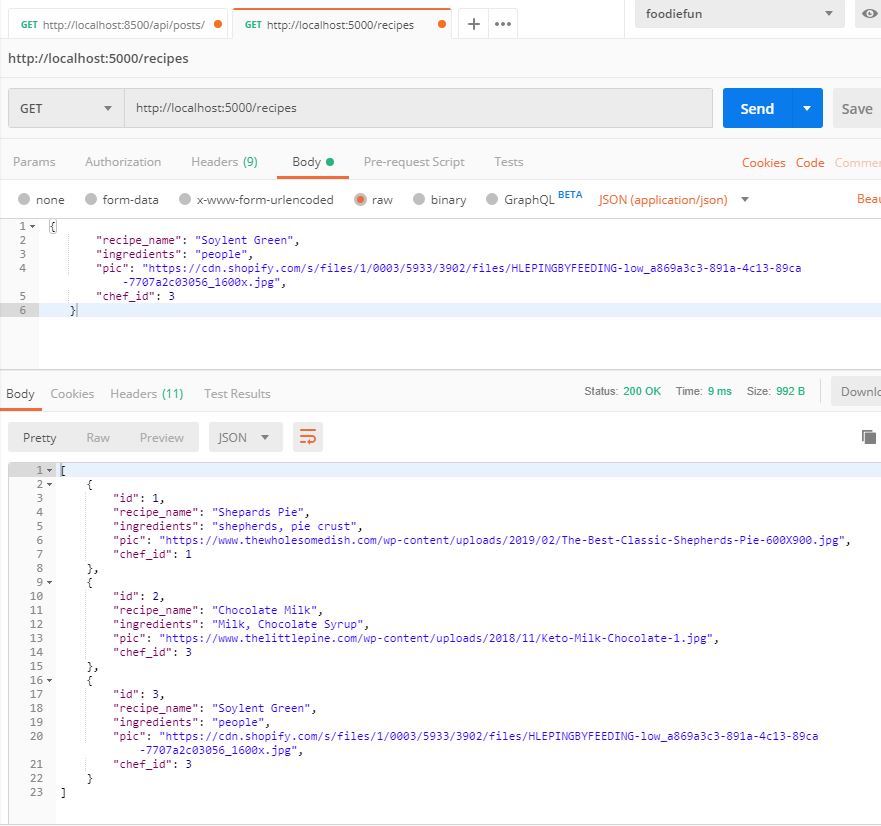 GET http://localhost:8500/api/posts/ GET http://localhost:5000/recipes + ••• foodiefun
http://localhost:5000/recipes
GET http://localhost:5000/recipes Send Save
Params Authorization Headers (9) Body Pre-request Script Tests Cookies Code Commen
none form-data x-www-form-urlencoded raw binary GraphQL BETA JSON (application/json) Beau
1 {
2 "recipe_name": "Soylent Green",
3 "ingredients": "people",
4 "pic": "https://cdn.shopify.com/s/files/1/0003/5933/3902/files/HLEPINGBYFEEDING-low_a869a3c3-891a-4c13-89ca
-7707a2c03056_1600x.jpg",
5 "chef_id": 3
6 }
Body Cookies Headers (11) Test Results Status: 200 OK Time: 9 ms Size: 992 B Downlo
Pretty Raw Preview JSON
1 [
2 {
3 "id": 1,
4 "recipe_name": "Shepards Pie",
5 "ingredients": "shepherds, pie crust",
6 "pic": "https://www.thewholesomedish.com/wp-content/uploads/2019/02/The-Best-Classic-Shepherds-Pie-600X900.jpg",
7 "chef_id": 1
8 },
9 {
10 "id": 2,
11 "recipe_name": "Chocolate Milk",
12 "ingredients": "Milk, Chocolate Syrup",
13 "pic": "https://www.thelittlepine.com/wp-content/uploads/2018/11/Keto-Milk-Chocolate-1.jpg",
14 "chef_id": 3
15 },
16 {
17 "id": 3,
18 "recipe_name": "Soylent Green",
19 "ingredients": "people",
20 "pic": "https://cdn.shopify.com/s/files/1/0003/5933/3902/files/HLEPINGBYFEEDING-low_a869a3c3-891a-4c13-89ca
-7707a2c03056_1600x.jpg",
21 "chef_id": 3
22 }
23 ]